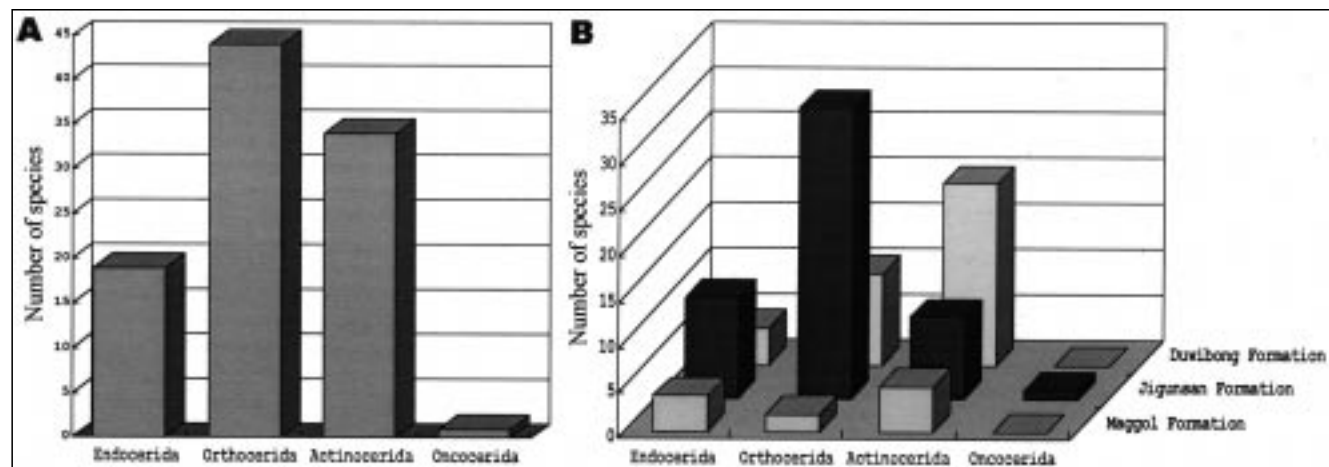 A
Number of species
45
40
35
30
25
20
15
10
5
0
Endocerida Orthocerida Actinocerida Oncocerida
B
Number of species
35
30
25
20
15
10
5
0
Duwibong Formation
Jigunsan Formation
Maggol Formation
Endocerida Orthocerida Actinocerida Oncocerida